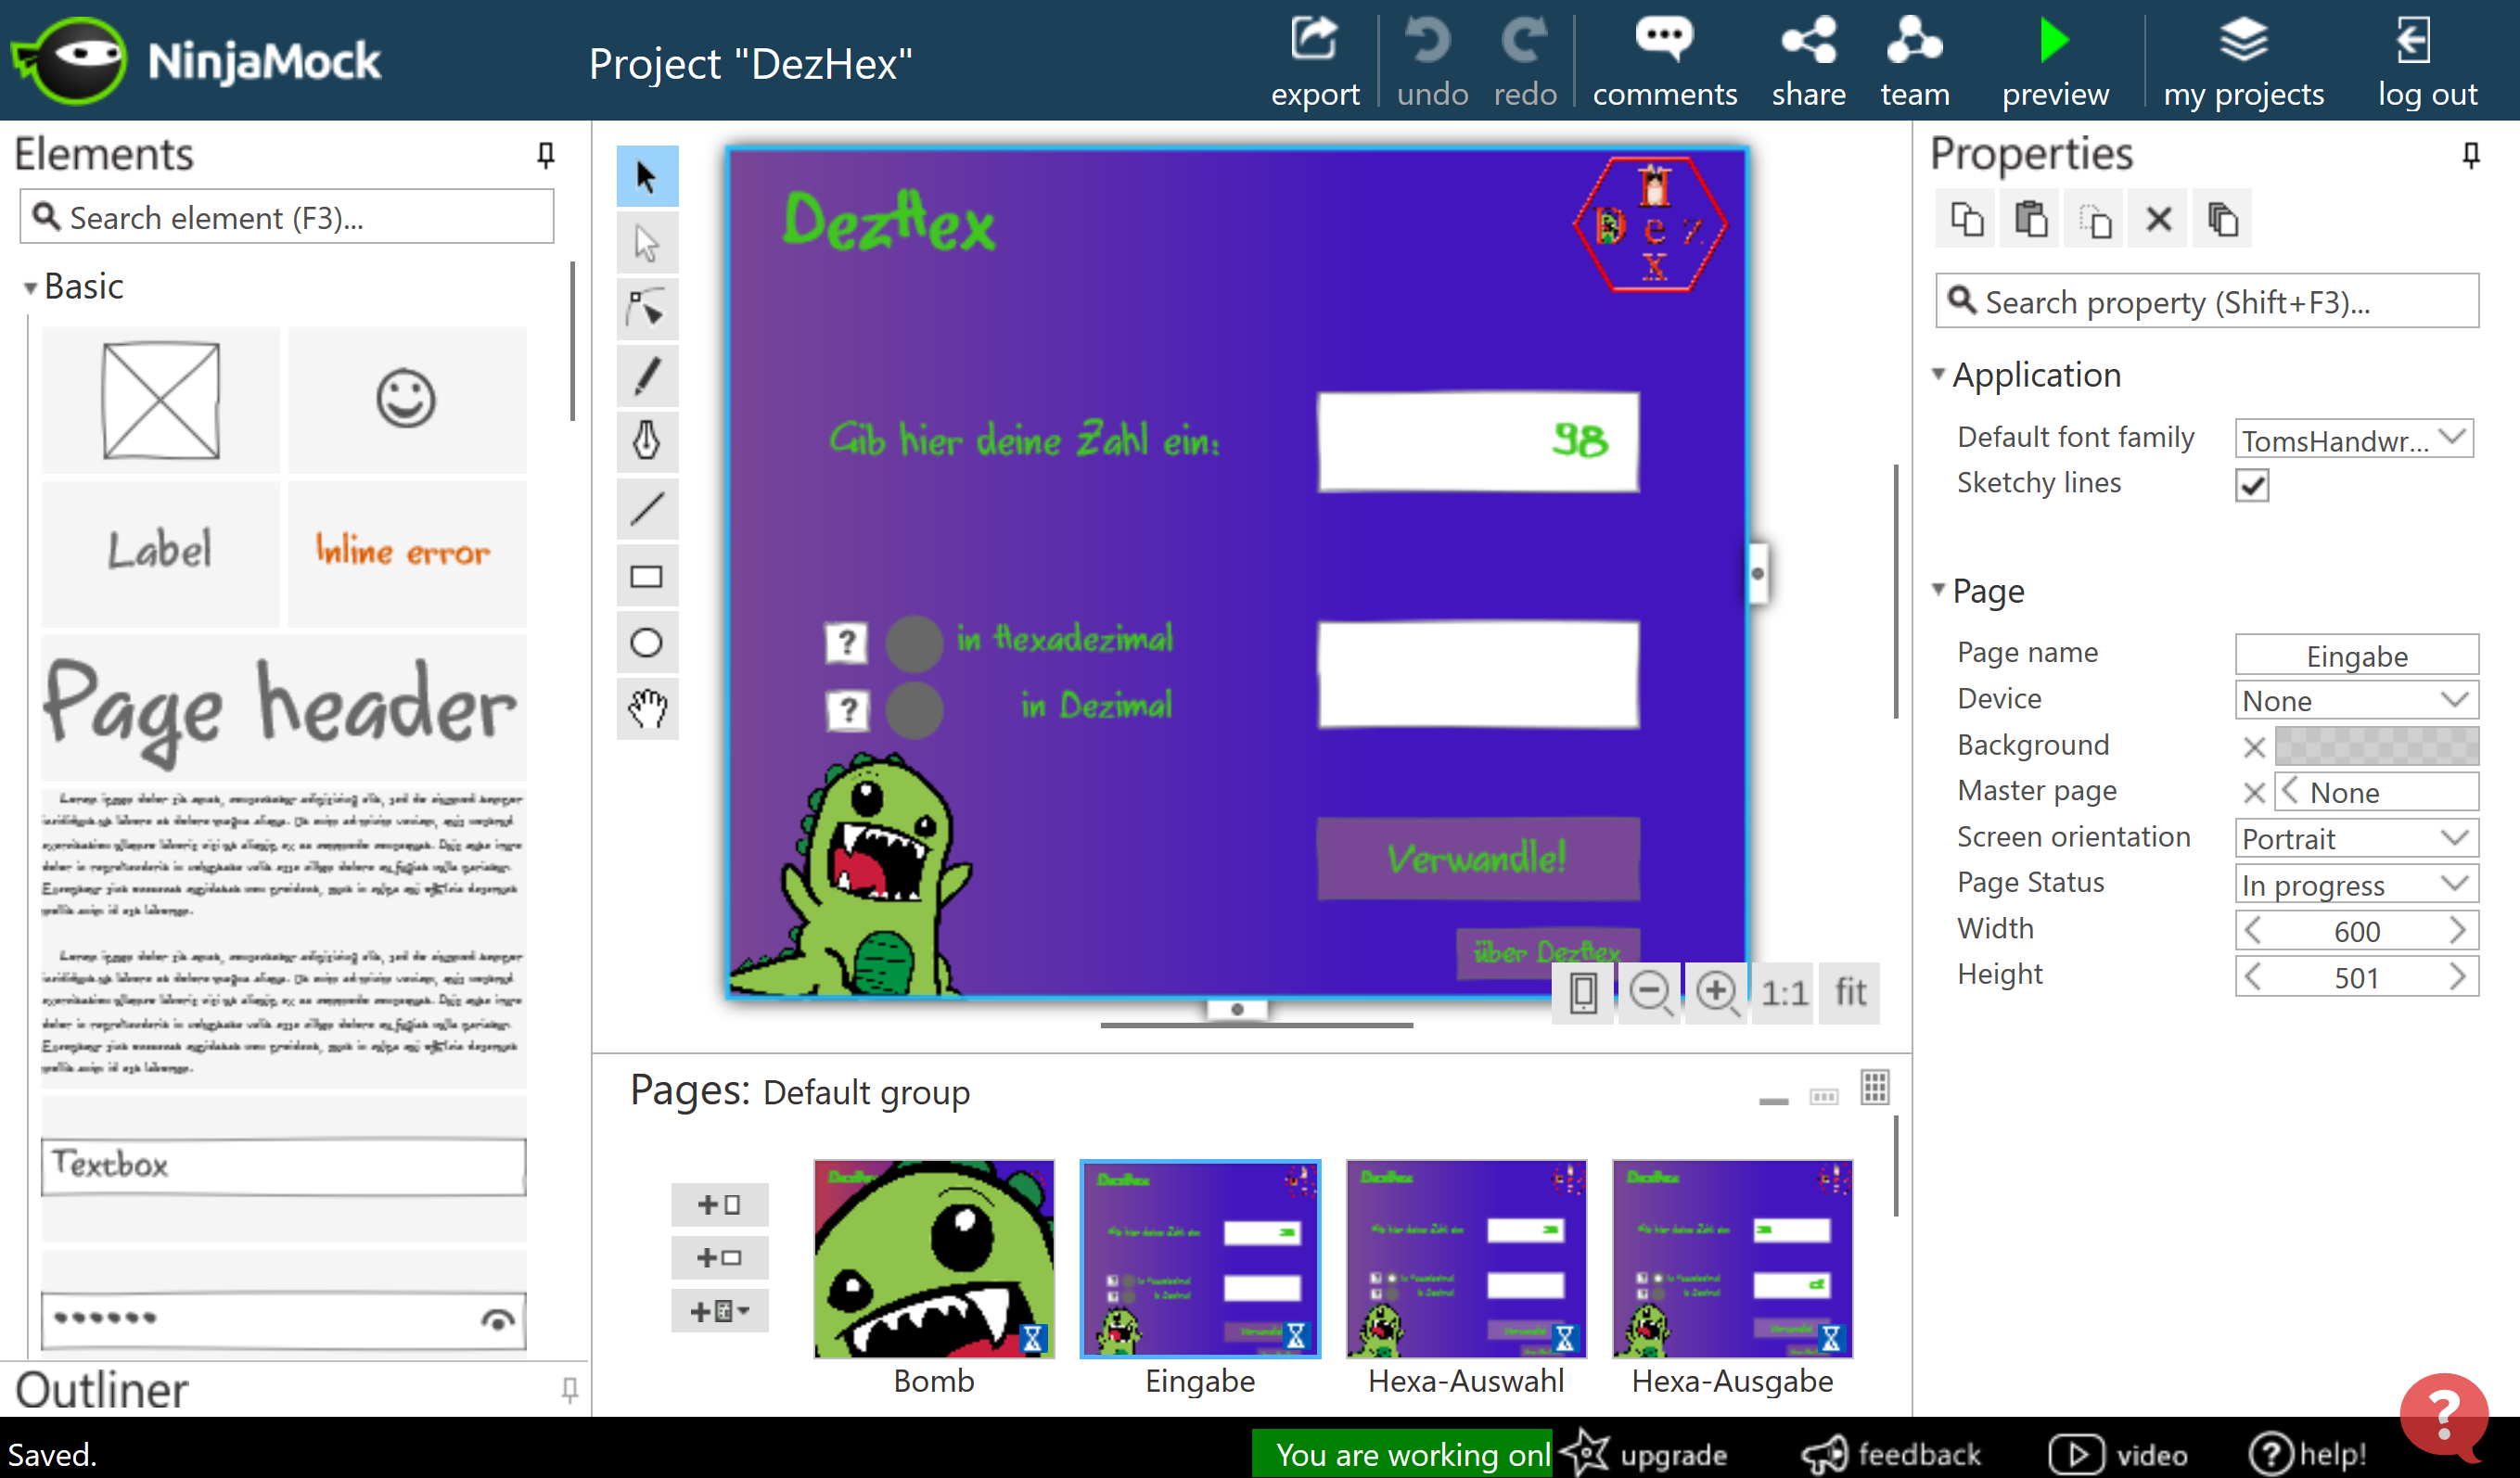 NinjaMock
Project "DezHex"
export
undo
redo
comments
share
team
preview
my projects
log out
Elements
Search element (F3)...
Basic
Label
Inline error
Page header
Textbox
Outliner
DezHex
H
D e z
X
Gib hier deine Zahl ein:
98
? in Hexadezimal
? in Dezimal
Verwandle!
über DezHex
1:1
fit
Pages: Default group
Bomb
Eingabe
Hexa-Auswahl
Hexa-Ausgabe
Properties
Search property (Shift+F3)...
Application
Default font family TomsHandwr...
Sketchy lines
Page
Page name Eingabe
Device None
Background
Master page None
Screen orientation Portrait
Page Status In progress
Width 600
Height 501
Saved.
You are working onl
upgrade
feedback
video
? help!
?